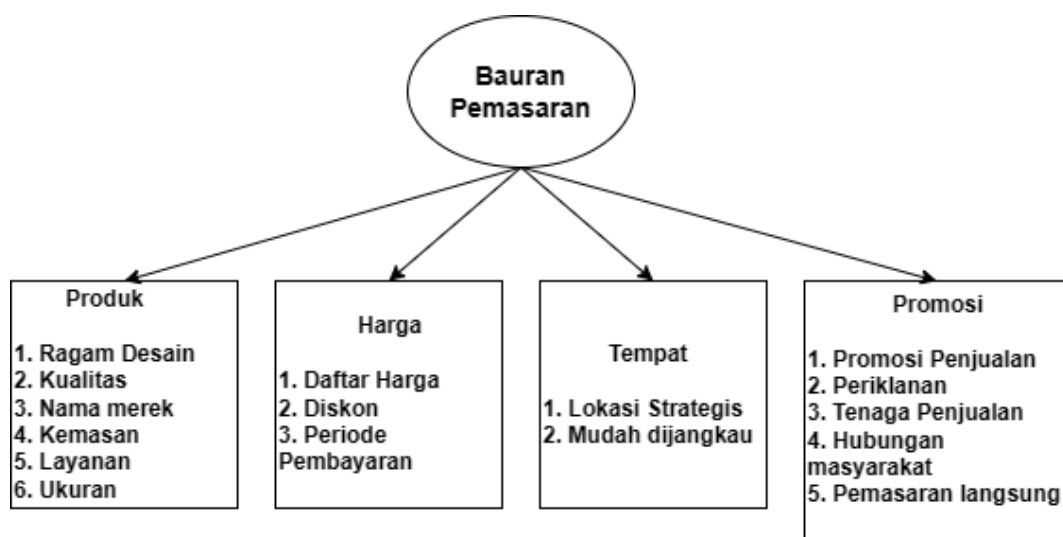 Bauran
Pemasaran
Produk
1. Ragam Desain
2. Kualitas
3. Nama merek
4. Kemasan
5. Layanan
6. Ukuran
Harga
1. Daftar Harga
2. Diskon
3. Periode
Pembayaran
Tempat
1. Lokasi Strategis
2. Mudah dijangkau
Promosi
1. Promosi Penjualan
2. Periklanan
3. Tenaga Penjualan
4. Hubungan
masyarakat
5. Pemasaran langsung